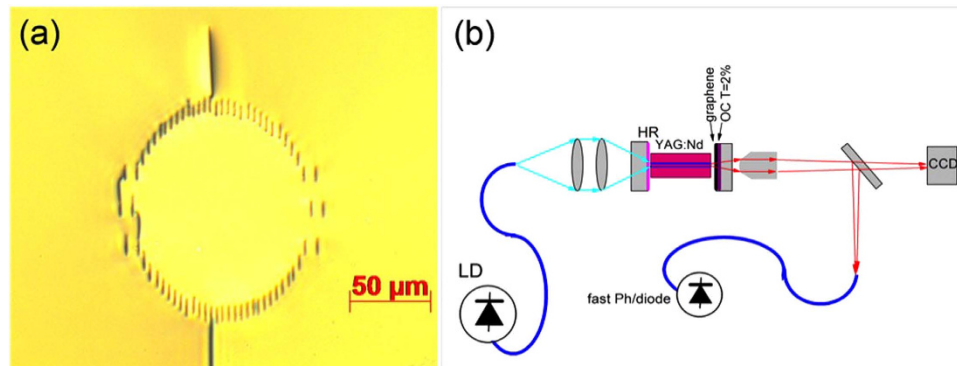 (a)
50 µm
(b)
graphene
OC T=2%
HR
YAG:Nd
CCD
LD
fast Ph/diode